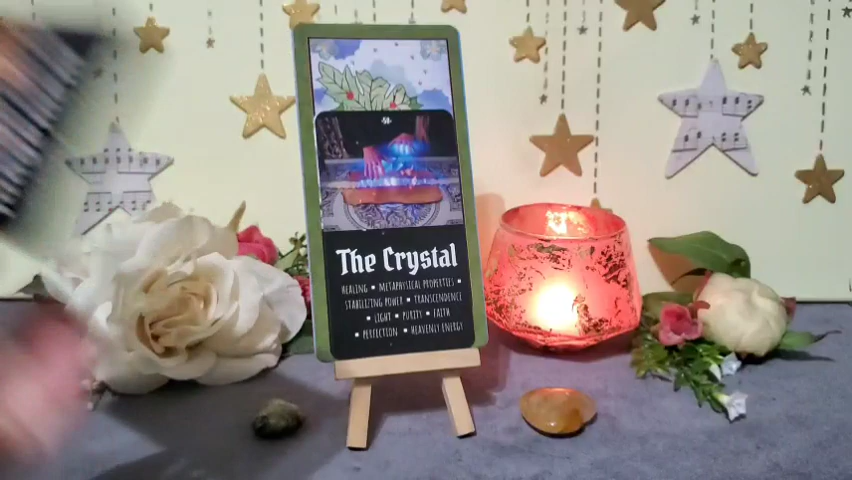 The Crystal
HEALING • METAPHYSICAL PROPERTIES •
STABILIZING POWER • TRANSCENDENCE
• LIGHT • PURITY • FAITH
• PERFECTION • HEAVENLY ENERGY